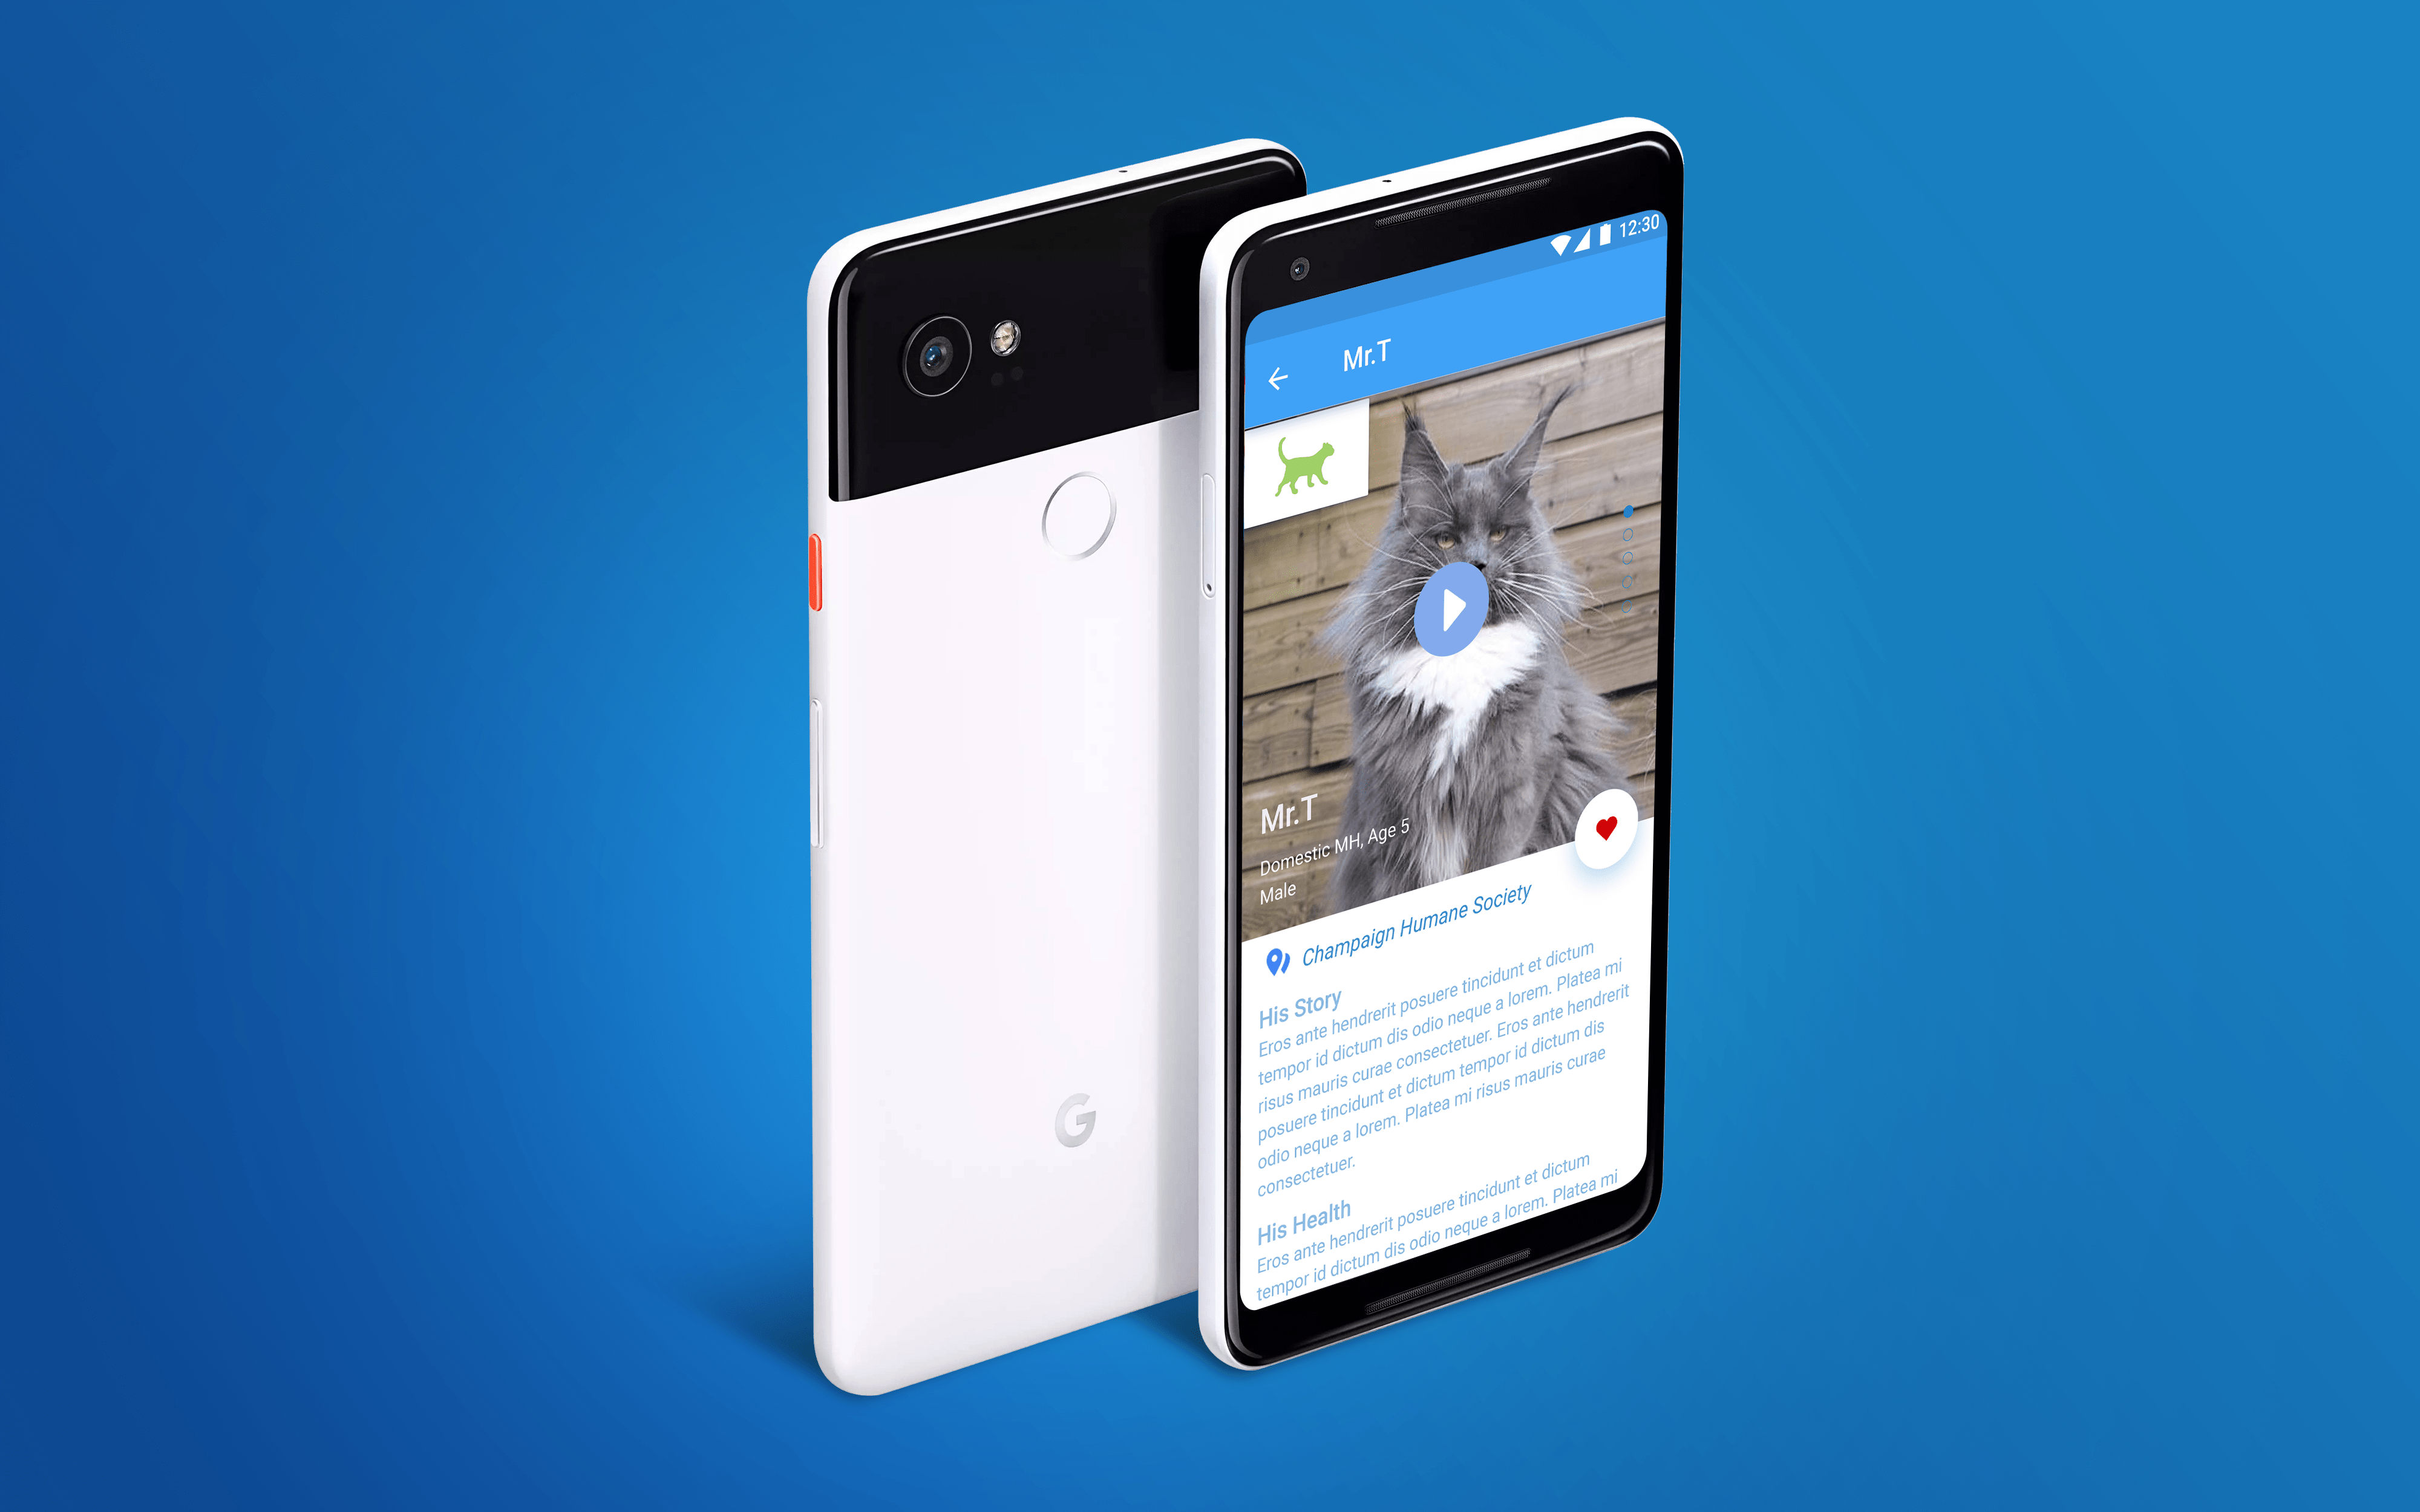 12:30
Mr.T
Mr.T
Domestic MH, Age 5
Male
Champaign Humane Society
His Story
Eros ante hendrerit posuere tincidunt et dictum
tempor id dictum dis odio neque a lorem. Platea mi
risus mauris curae consectetuer. Eros ante hendrerit
posuere tincidunt et dictum tempor id dictum dis
odio neque a lorem. Platea mi risus mauris curae
consectetuer.
His Health
Eros ante hendrerit posuere tincidunt et dictum
tempor id dictum dis odio neque a lorem. Platea mi
G